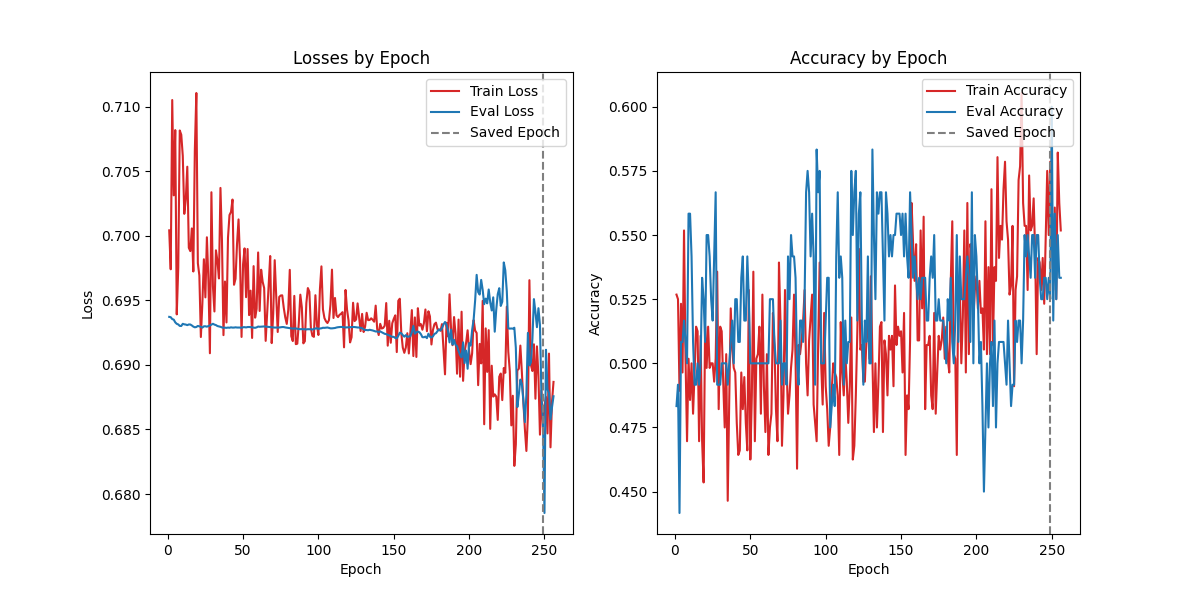 Losses by Epoch
Train Loss
Eval Loss
Saved Epoch
0.710
0.705
0.700
0.695
0.690
0.685
0.680
Loss
0
50
100
150
200
250
Epoch
Accuracy by Epoch
Train Accuracy
Eval Accuracy
Saved Epoch
0.600
0.575
0.550
0.525
0.500
0.475
0.450
Accuracy
0
50
100
150
200
250
Epoch